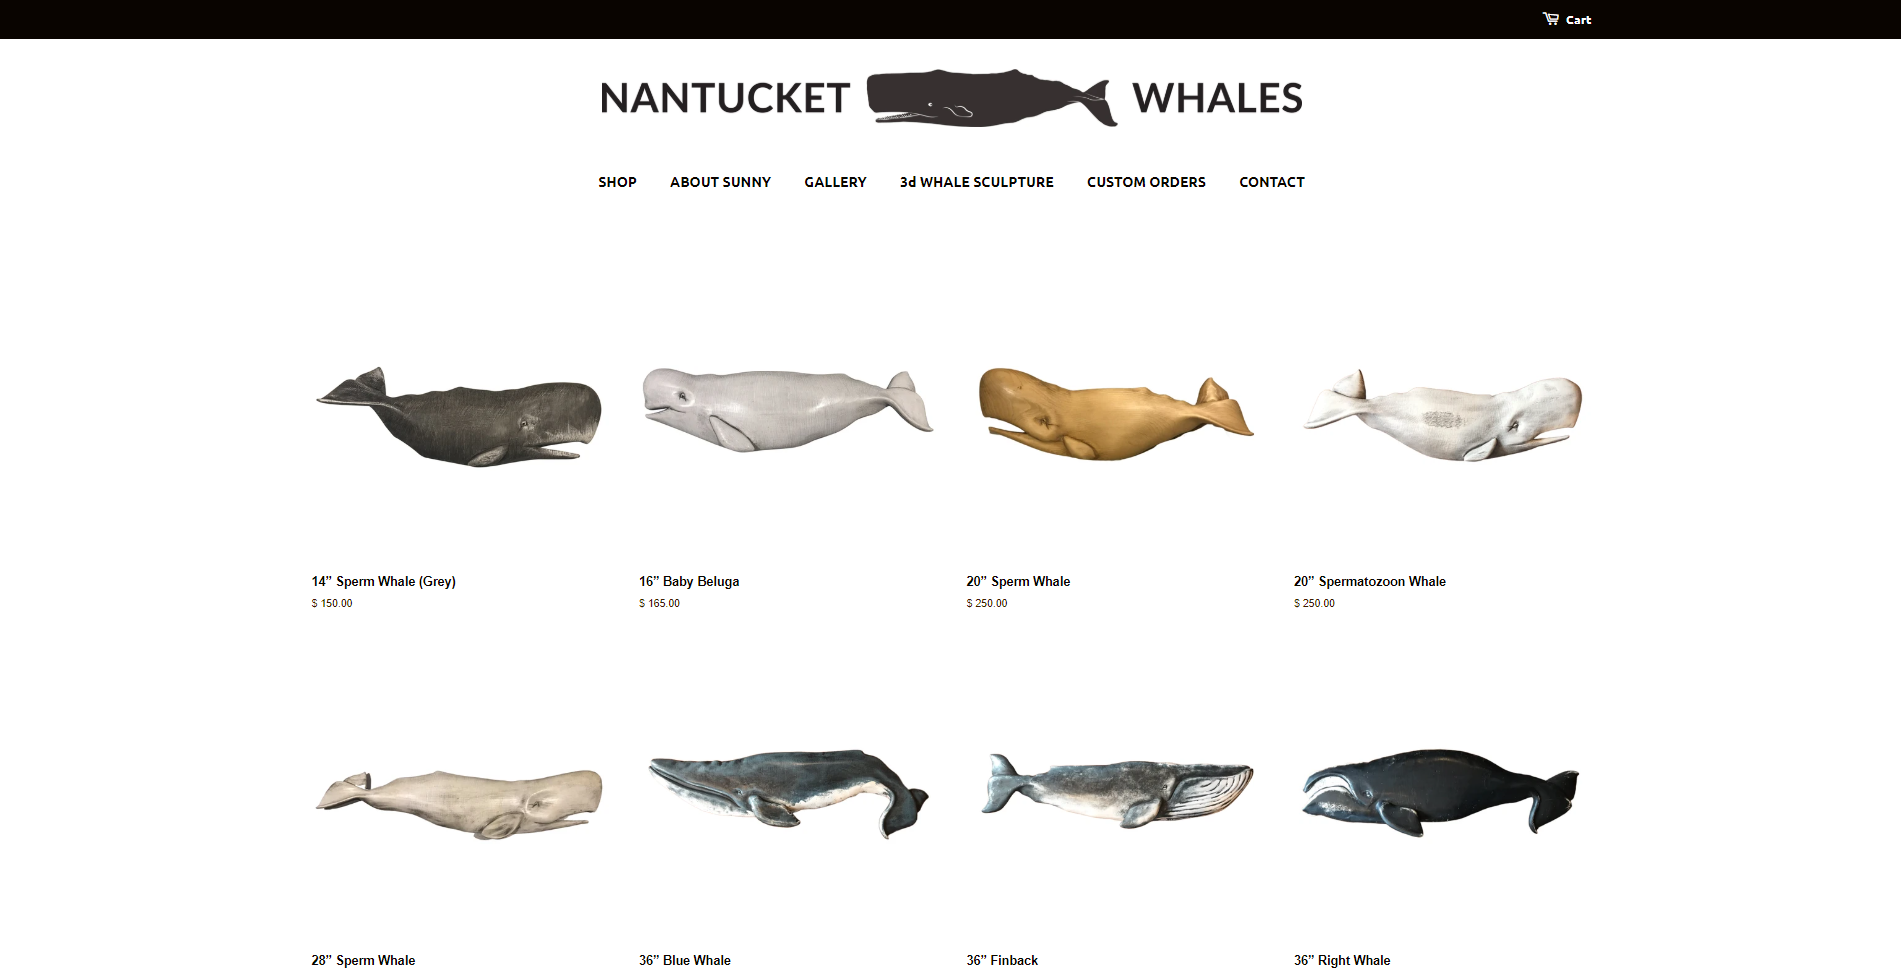 Cart
NANTUCKET WHALES
SHOP ABOUT SUNNY GALLERY 3d WHALE SCULPTURE CUSTOM ORDERS CONTACT
14” Sperm Whale (Grey)
$ 150.00
16” Baby Beluga
$ 165.00
20” Sperm Whale
$ 250.00
20” Spermatozoon Whale
$ 250.00
28” Sperm Whale
36” Blue Whale
36” Finback
36” Right Whale